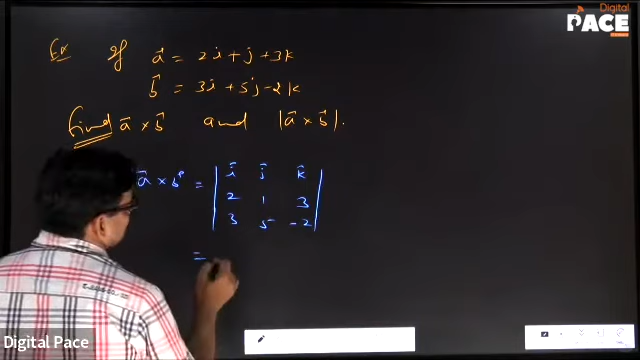 Digital
PACE
Ex If a⃗ = 2i + j + 3k
b⃗ = 3i + 5j - 2k
Find a̅ × b⃗ and |a̅ × b⃗|.
a⃗ × b⃗ = | i̅ j̅ k̅ |
2 1 3
3 5 -2
=
Digital Pace